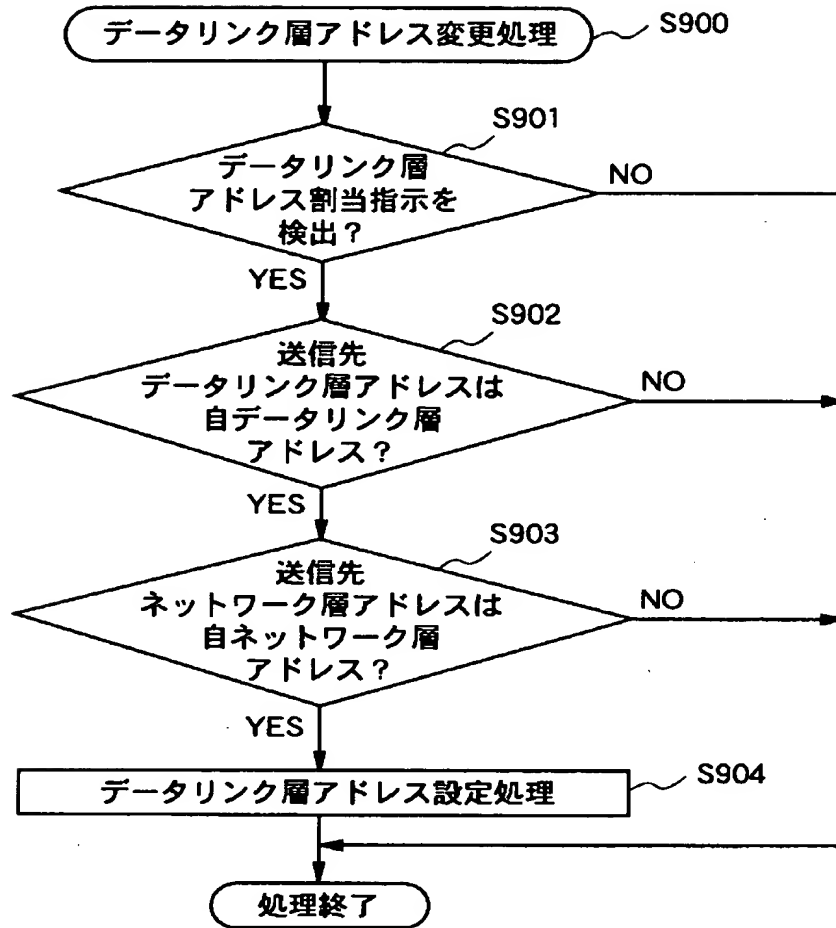 データリンク層アドレス変更処理
S900
S901
データリンク層
アドレス割当指示を
検出？
NO
YES
S902
送信先
データリンク層アドレスは
自データリンク層
アドレス？
NO
YES
S903
送信先
ネットワーク層アドレスは
自ネットワーク層
アドレス？
NO
YES
データリンク層アドレス設定処理
S904
処理終了